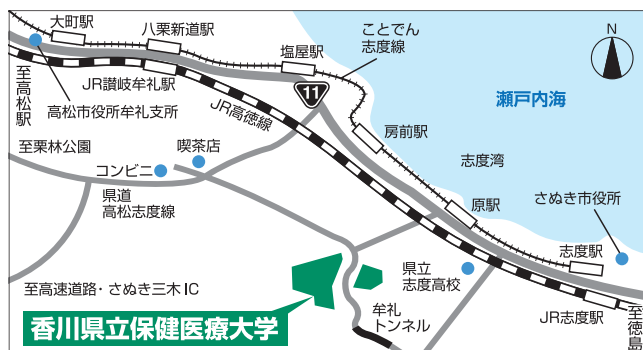 大町駅
八栗新道駅
塩屋駅
ことでん
志度線
至高松駅
JR讃岐牟礼駅
高松市役所牟礼支所
JR高徳線
11
瀬戸内海
房前駅
志度湾
至栗林公園
喫茶店
コンビニ
県道
高松志度線
原駅
さぬき市役所
志度駅
県立
志度高校
至高速道路・さぬき三木IC
香川県立保健医療大学
牟礼
トンネル
JR志度駅
至徳島
N